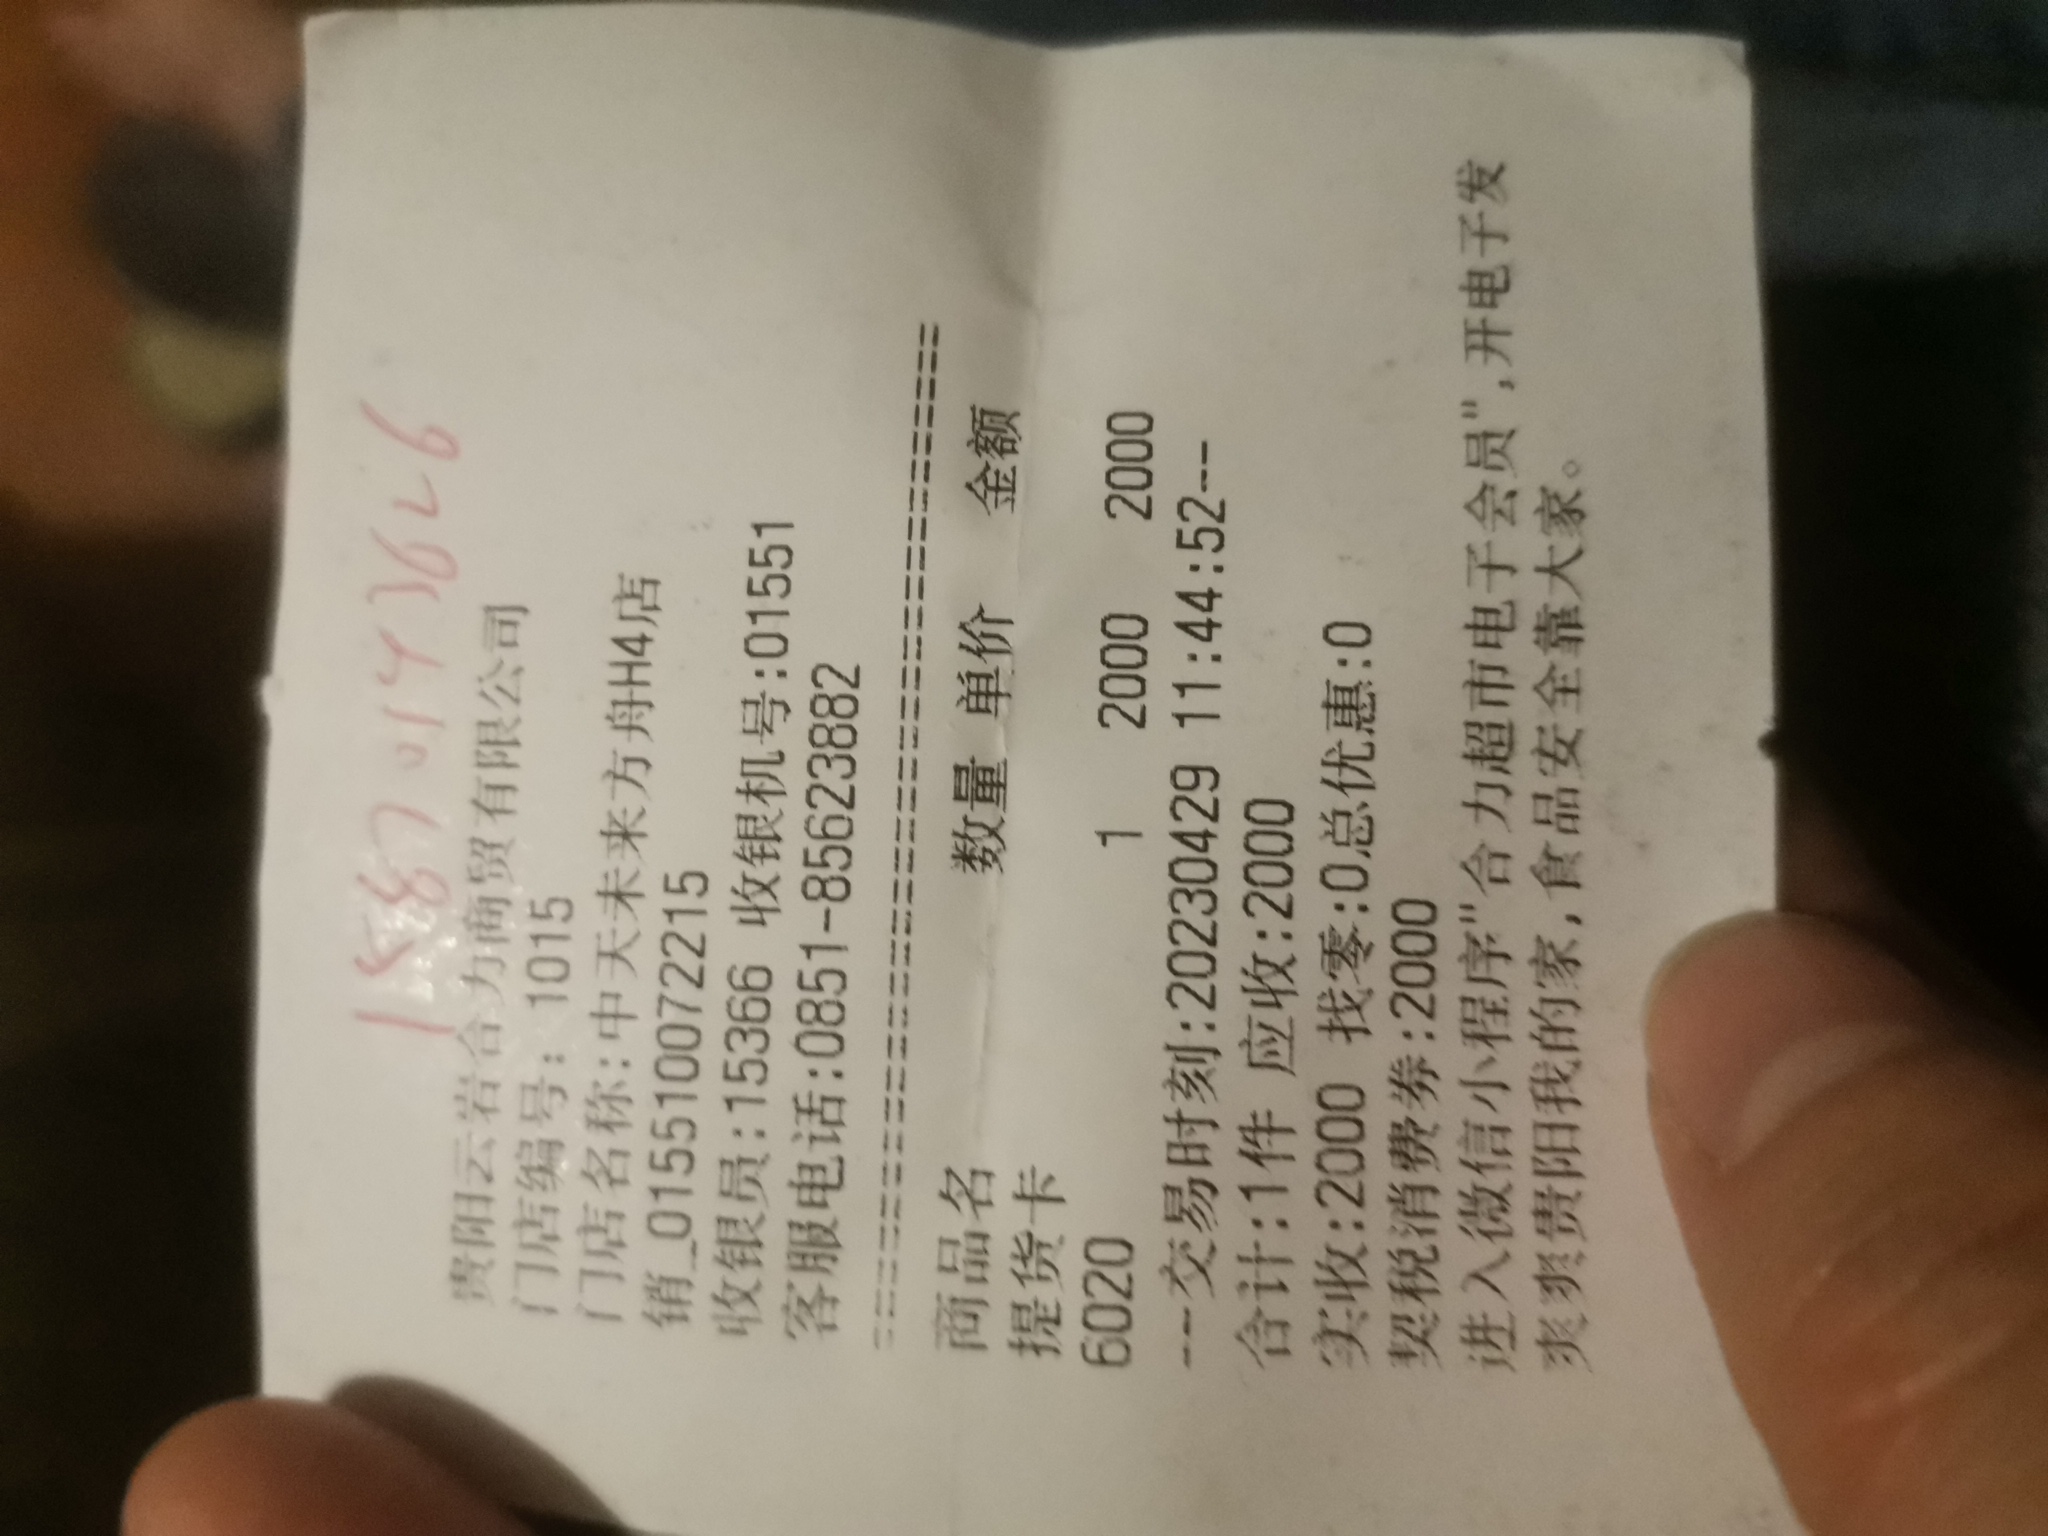 贵阳云岩合力商贸有限公司
门店编号: 1015
门店名称:中天未来方舟H4店
销_015510072215
收银员:15366 收银机号:01551
客服电话:0851-85623882
商品名 数量 单价 金额
提货卡
6020 1 2000 2000
---交易时刻:20230429 11:44:52---
合计:1件 应收:2000
实收:2000 找零:0总优惠:0
契税消费券:2000
进入微信小程序"合力超市电子会员",开电子发
爽爽贵阳我的家,食品安全靠大家。